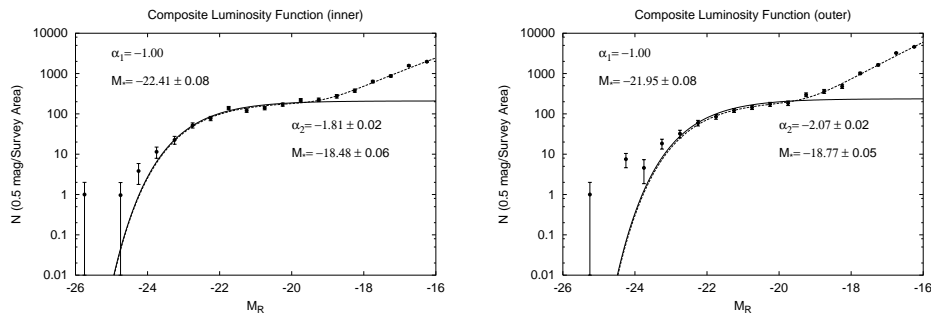 Composite Luminosity Function (inner)
N (0.5 mag/Survey Area)
10000
1000
100
10
1
0.1
0.01
α₁=−1.00
M*=−22.41 ± 0.08
α₂=−1.81 ± 0.02
M*=−18.48 ± 0.06
-26 -24 -22 -20 -18 -16
M_R
Composite Luminosity Function (outer)
N (0.5 mag/Survey Area)
10000
1000
100
10
1
0.1
0.01
α₁=−1.00
M*=−21.95 ± 0.08
α₂=−2.07 ± 0.02
M*=−18.77 ± 0.05
-26 -24 -22 -20 -18 -16
M_R